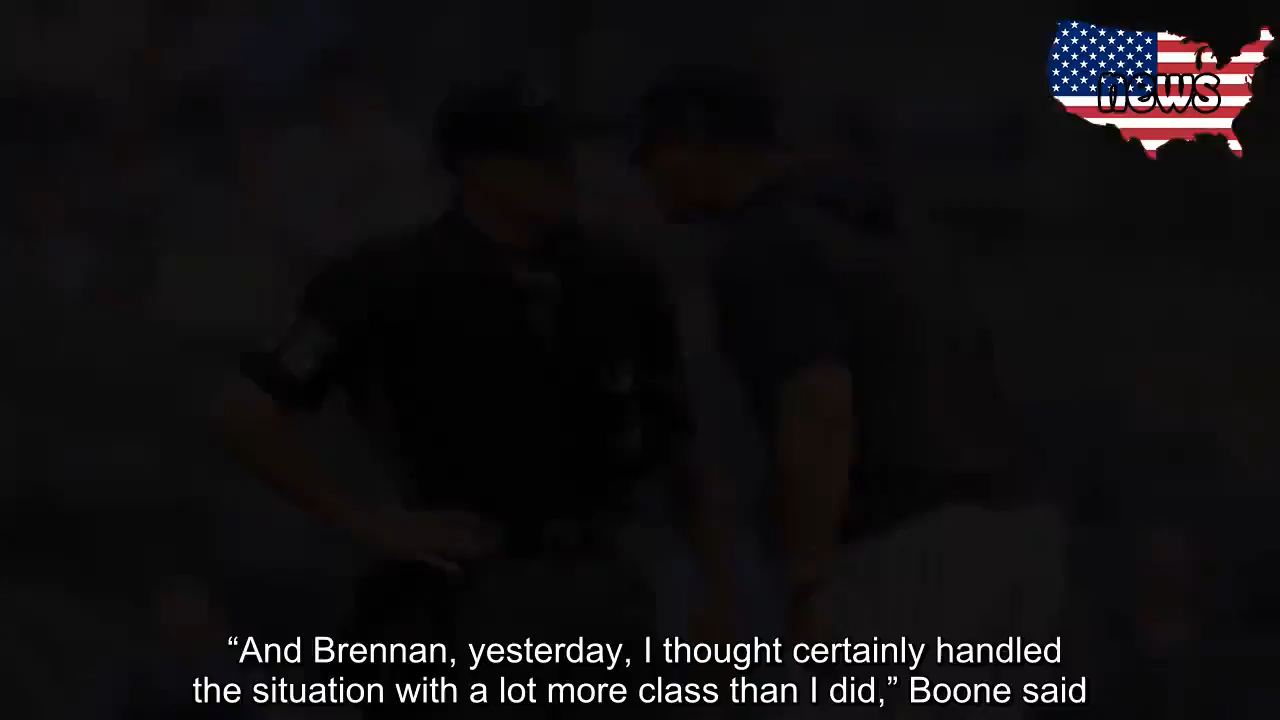 news
“And Brennan, yesterday, I thought certainly handled
the situation with a lot more class than I did,” Boone said